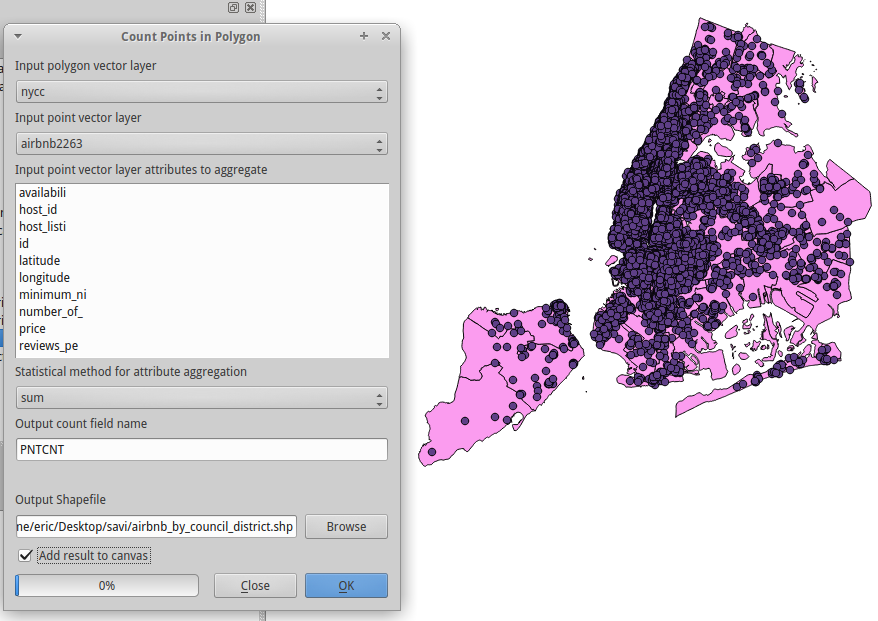 Count Points in Polygon
Input polygon vector layer
nycc
Input point vector layer
airbnb2263
Input point vector layer attributes to aggregate
availabili
host_id
host_listi
id
latitude
longitude
minimum_ni
number_of_
price
reviews_pe
Statistical method for attribute aggregation
sum
Output count field name
PNTCNT
Output Shapefile
ne/eric/Desktop/savi/airbnb_by_council_district.shp
Browse
Add result to canvas
0%
Close
OK